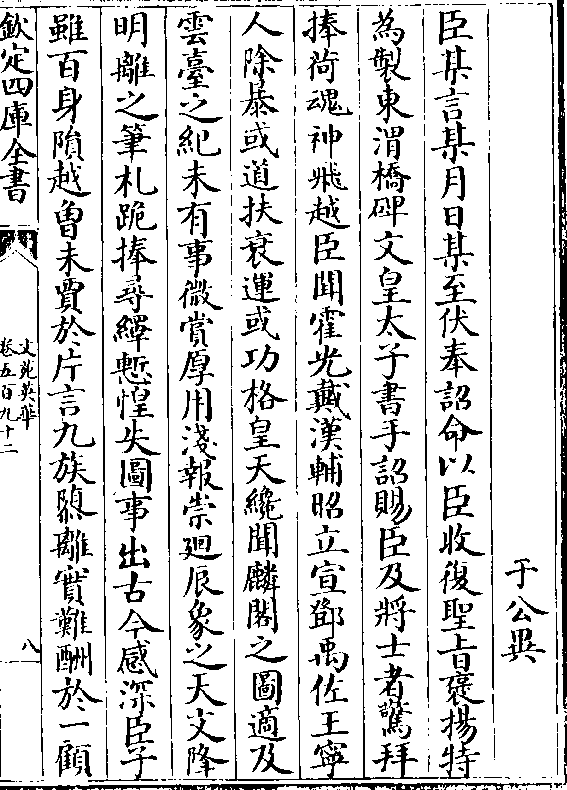 于公異
臣某言某月日某至伏奉詔命以臣收復聖旨褒揚特
為製東渭橋碑文皇太子書手詔賜臣及將士者驚拜
捧荷魂神飛越臣聞霍光戴漢輔昭立宣鄧禹佐王寧
人除暴或道扶衰運或功格皇天纔聞麟閣之圖適及
雲臺之紀未有事微賞厚用淺報崇廻辰象之天文降
明離之筆札跪捧尋繹慙惶失圖事出古今感深臣子
雖百身隕越曾未賈於片言九族隳離實難酬於一顧
欽定四庫全書
文苑英華
卷五百九十二
八